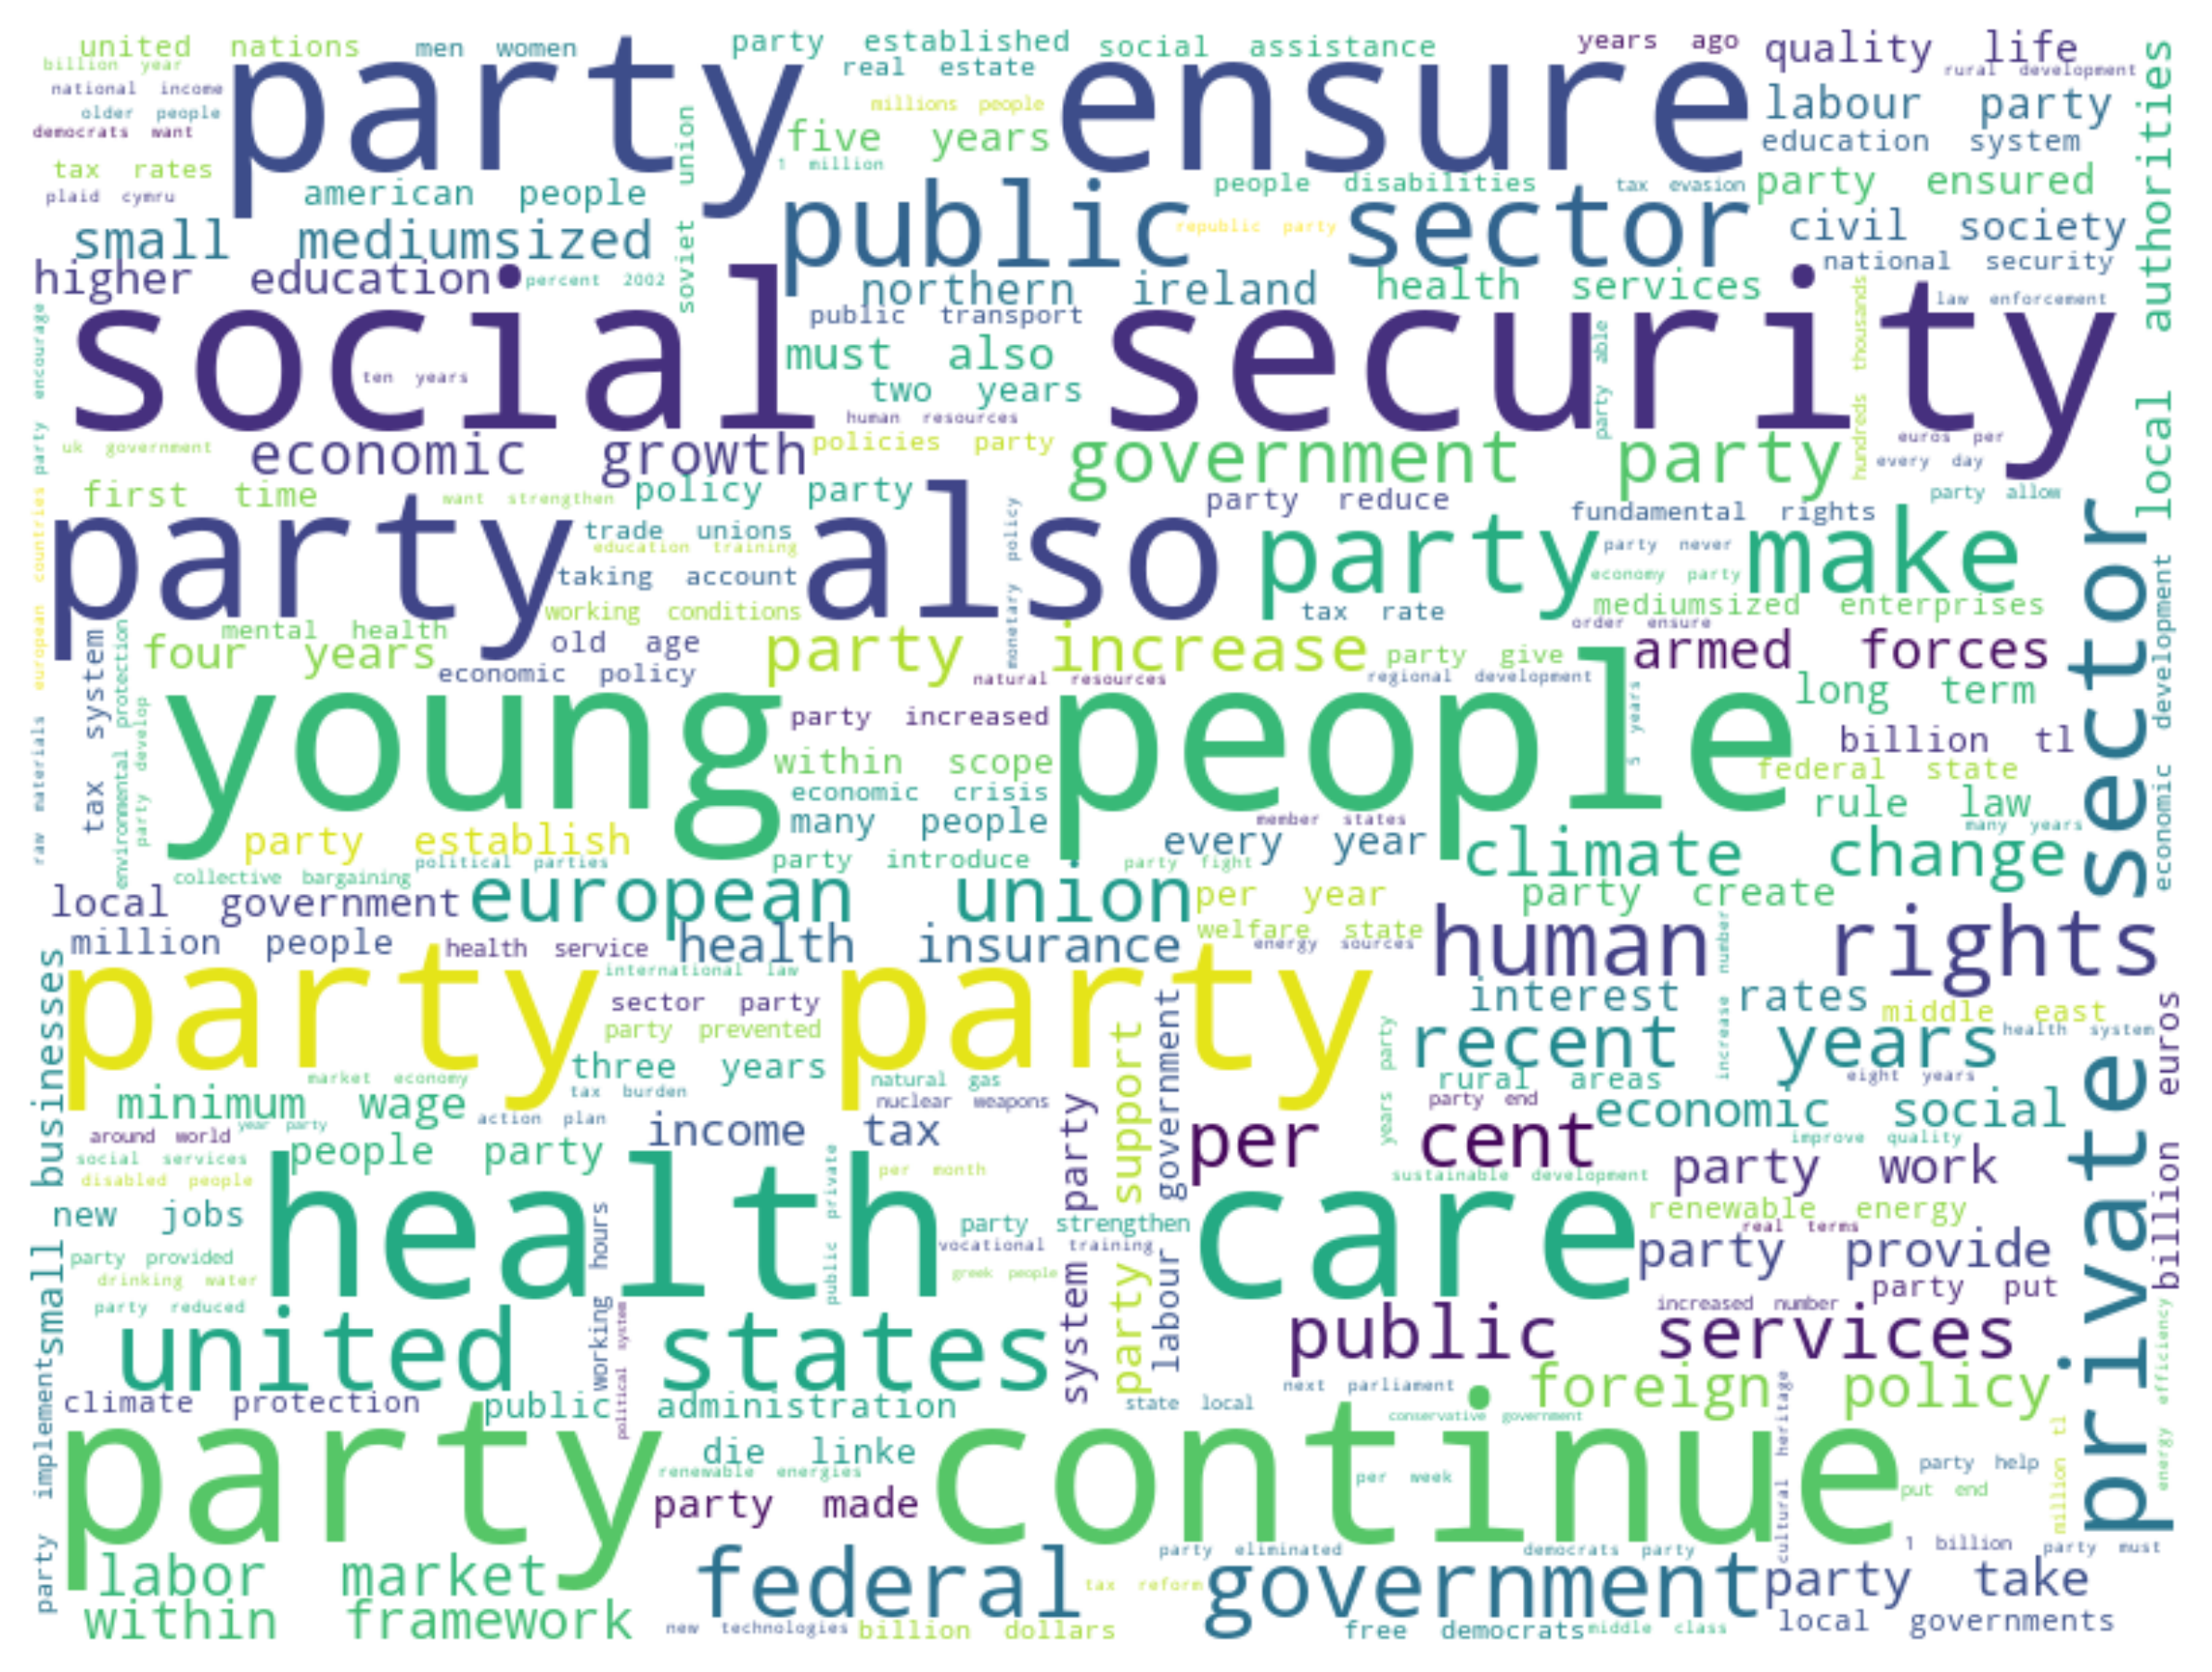 united nations
men women
party established
social assistance
years ago
quality life
billion year
real estate
rural development
national income
party ensure
millions people
labour party
older people
democrats want
five years
education system
1 million
tax rates
american people
soviet union
people disabilities
tax evasion
party ensured
plaid cymru
public sector
republic party
civil society
local authorities
small mediumsized
national security
higher education
percent 2002
northern ireland
health services
law enforcement
public transport
social security
must also
party able
hundreds thousands
party encourage
ten years
two years
human resources
uk government
economic growth
policies party
government party
euros per
every day
first time
want strengthen
policy party
party reduce
party allow
party also
trade unions
monetary policy
fundamental rights
education training
party make
party never
taking account
economy party
working conditions
tax rate
mediumsized enterprises
european countries
tax system
environmental protection
mental health
old age
order ensure
four years
party increase
party give
armed forces
economic policy
natural resources
regional development
economic development
raw materials
party develop
young people
party increased
5 years
long term
billion tl
within scope
federal state
economic crisis
rule law
many people
member states
many years
party establish
every year
climate change
political parties
party introduce
party fight
collective bargaining
european union
per year
party create
local government
welfare state
million people
health service
health insurance
energy sources
human rights
increase number
party party
international law
sector party
interest rates
middle east
party prevented
recent years
health system
small businesses
three years
labour government
years party
billion euros
market economy
natural gas
rural areas
eight years
minimum wage
tax burden
nuclear weapons
party end
year party
action plan
income tax
per cent
economic social
around world
people party
system party
party support
improve quality
social services
public private
per month
sustainable development
party work
disabled people
health care
new jobs
working hours
party strengthen
renewable energy
real terms
party provided
vocational training
party provide
drinking water
greek people
party put
party reduced
political system
increased number
private sector
united states
public services
energy efficiency
party implements
climate protection
public administration
state local
next parliament
foreign policy
conservative government
cultural heritage
million tl
party continue
die linke
renewable energies
per week
party help
party made
put end
labor market
federal government
party eliminated
democrats party
1 billion
party must
tax reform
party take
within framework
new technologies
billion dollars
free democrats
middle class
local governments